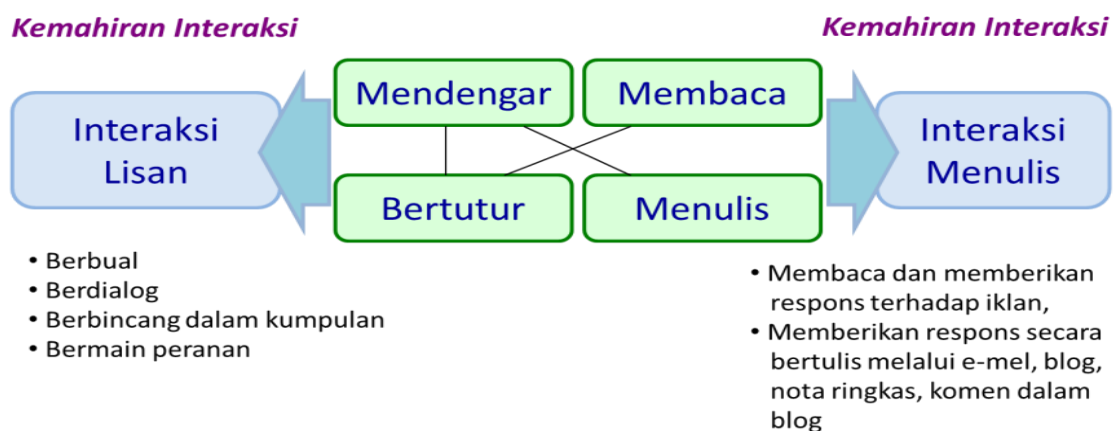 Kemahiran Interaksi
Kemahiran Interaksi
Mendengar
Membaca
Interaksi
Lisan
Interaksi
Menulis
Bertutur
Menulis
• Berbual
• Berdialog
• Berbincang dalam kumpulan
• Bermain peranan
• Membaca dan memberikan
respons terhadap iklan,
• Memberikan respons secara
bertulis melalui e-mel, blog,
nota ringkas, komen dalam
blog